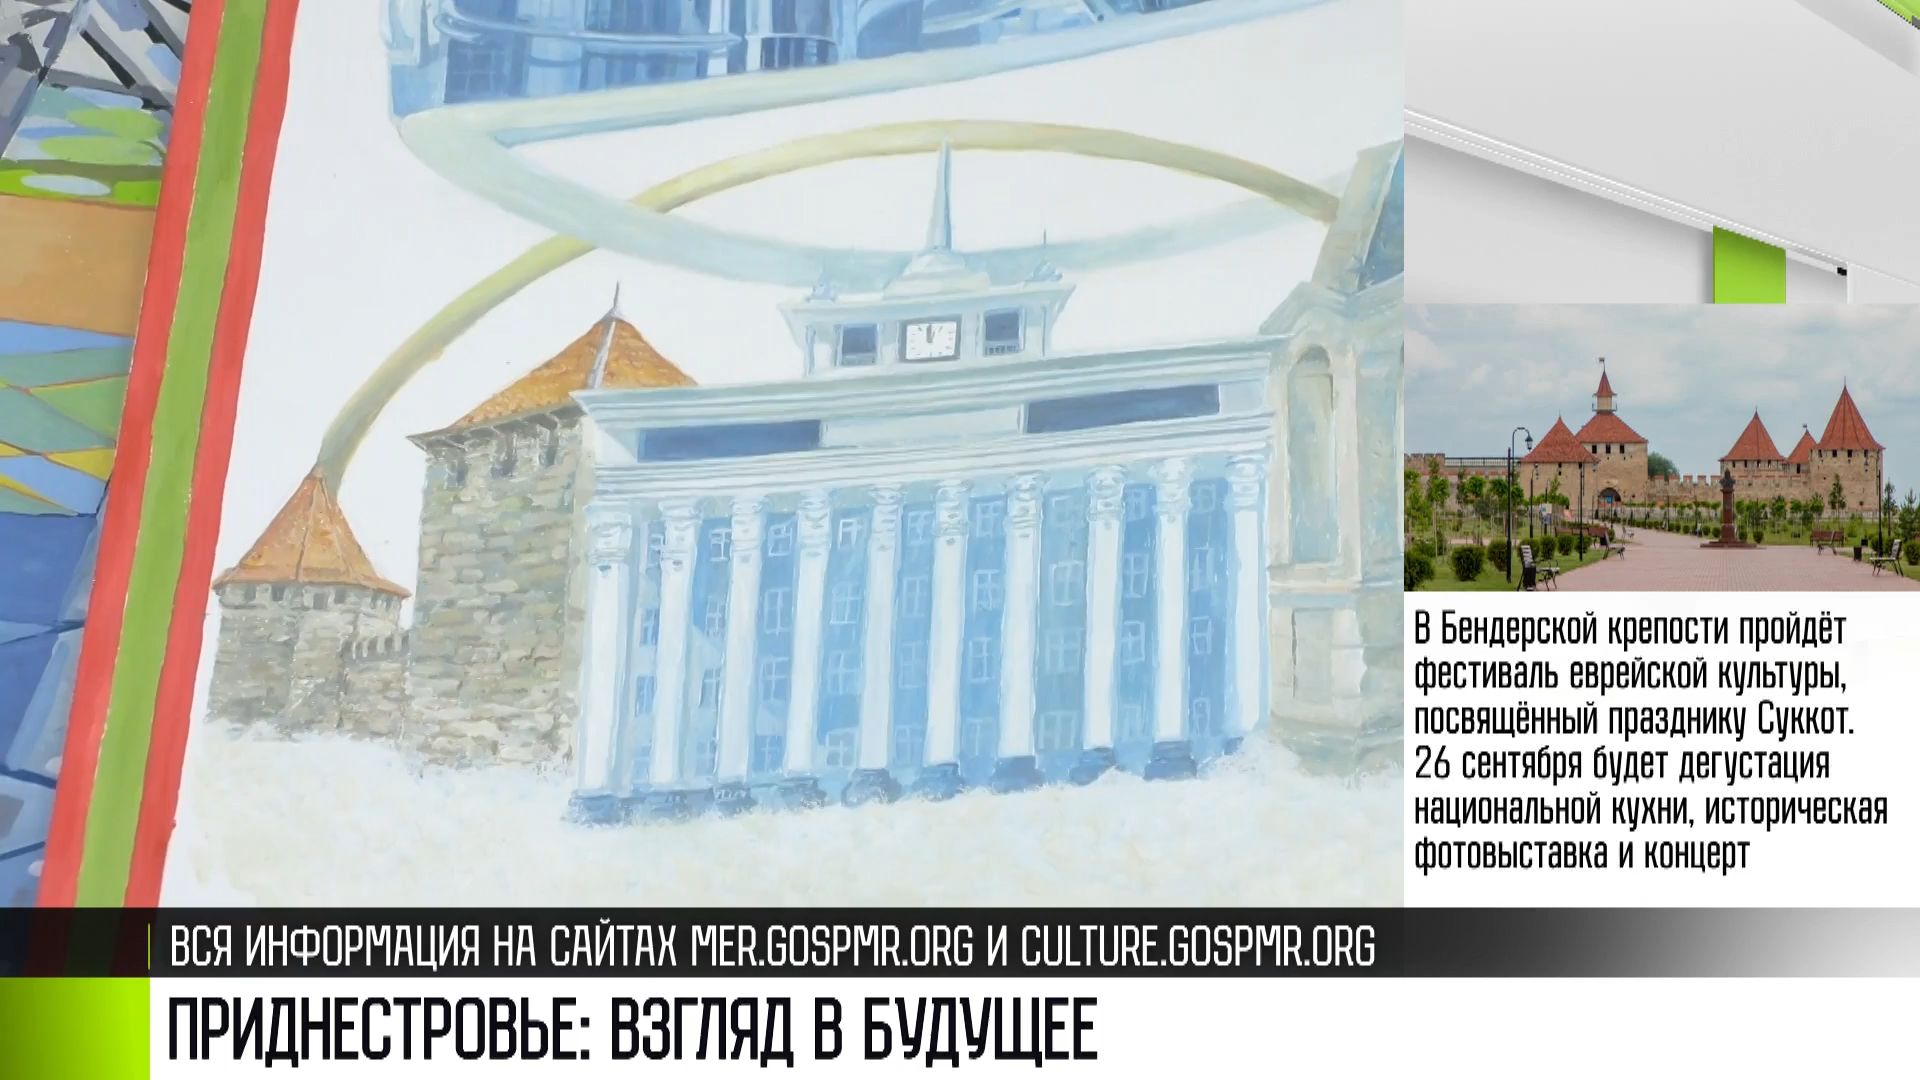 В Бендерской крепости пройдёт
фестиваль еврейской культуры,
посвящённый празднику Суккот.
26 сентября будет дегустация
национальной кухни, историческая
фотовыставка и концерт
ВСЯ ИНФОРМАЦИЯ НА САЙТАХ MER.GOSPMR.ORG И CULTURE.GOSPMR.ORG
ПРИДНЕСТРОВЬЕ: ВЗГЛЯД В БУДУЩЕЕ